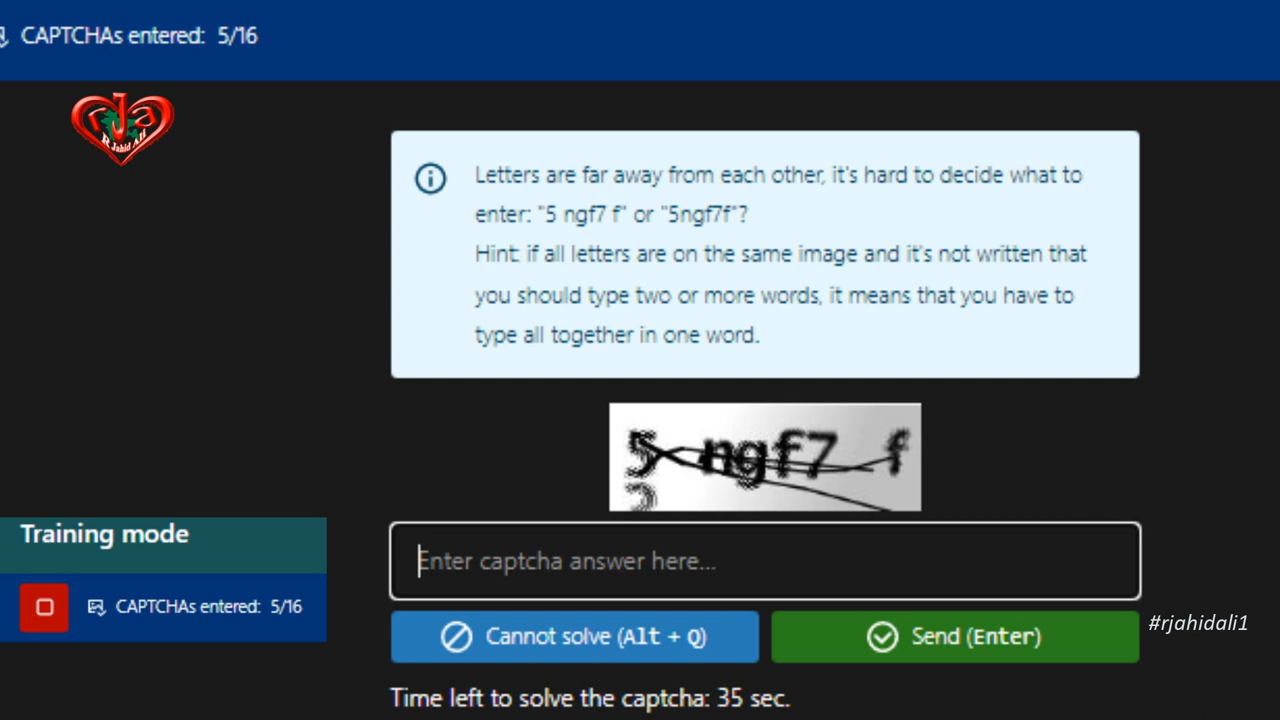 CAPTCHAs entered: 5/16
rJa
R Jahid Ali
Letters are far away from each other, it's hard to decide what to
enter: "5 ngf7 f" or "5ngf7f"?
Hint: if all letters are on the same image and it's not written that
you should type two or more words, it means that you have to
type all together in one word.
5 ngf7 f
Training mode
CAPTCHAs entered: 5/16
Enter captcha answer here...
Cannot solve (Alt + Q)
Send (Enter)
#rjahidali1
Time left to solve the captcha: 35 sec.